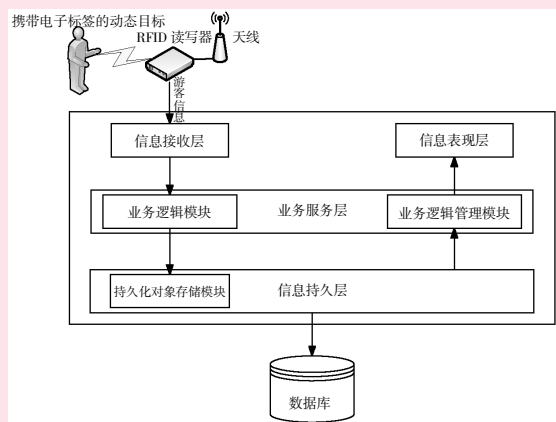 携带电子标签的动态目标
RFID 读写器
天线
游客信息
信息接收层
信息表现层
业务逻辑模块
业务服务层
业务逻辑管理模块
持久化对象存储模块
信息持久层
数据库